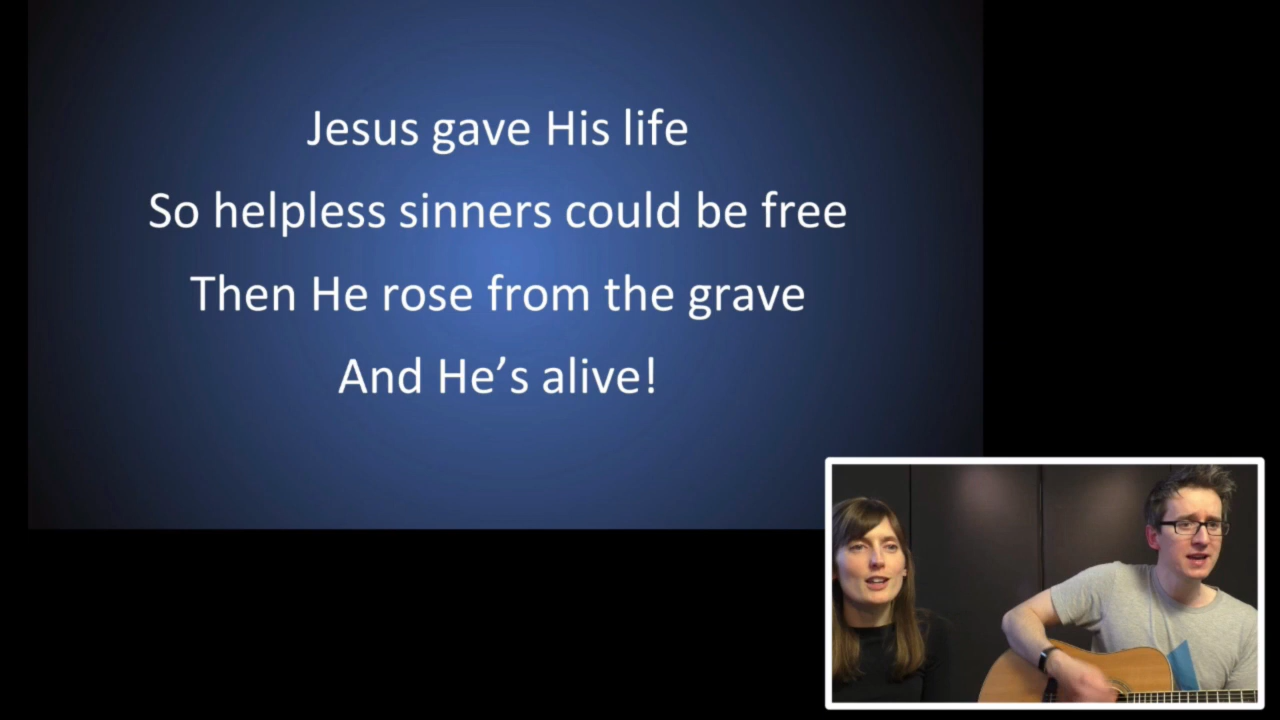 Jesus gave His life
So helpless sinners could be free
Then He rose from the grave
And He’s alive!